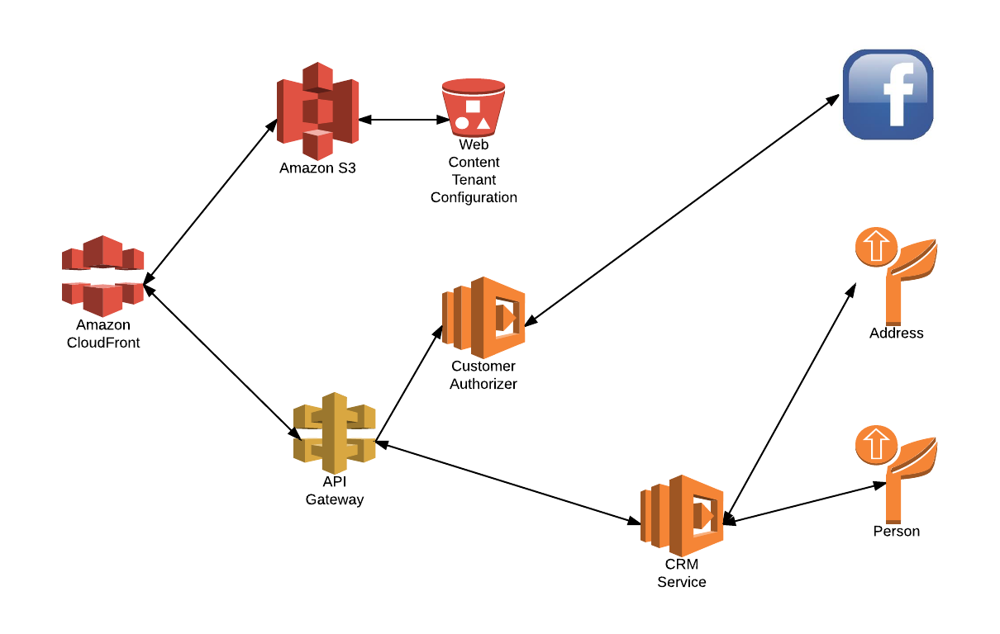 Amazon S3
Web
Content
Tenant
Configuration
f
Amazon
CloudFront
Customer
Authorizer
Address
API
Gateway
CRM
Service
Person